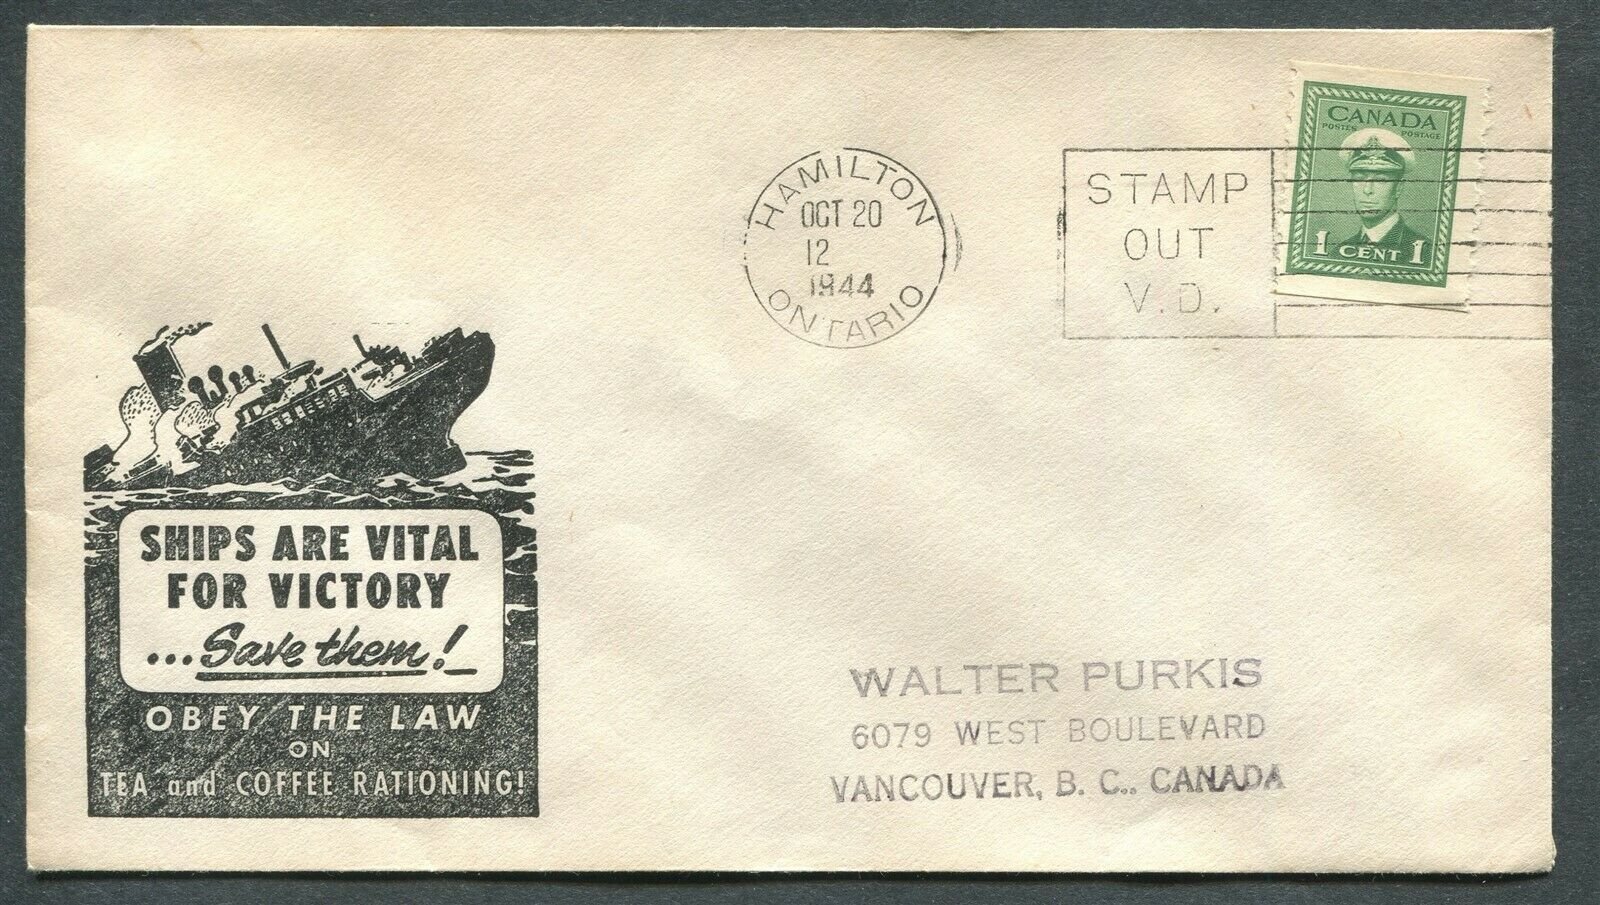 CANADA
POSTES POSTAGE
1 CENT 1
HAMILTON
OCT 20
12
1944
ONTARIO
STAMP
OUT
V.D.
SHIPS ARE VITAL
FOR VICTORY
...Save them!
OBEY THE LAW
ON
TEA and COFFEE RATIONING!
WALTER PURKIS
6079 WEST BOULEVARD
VANCOUVER, B. C., CANADA